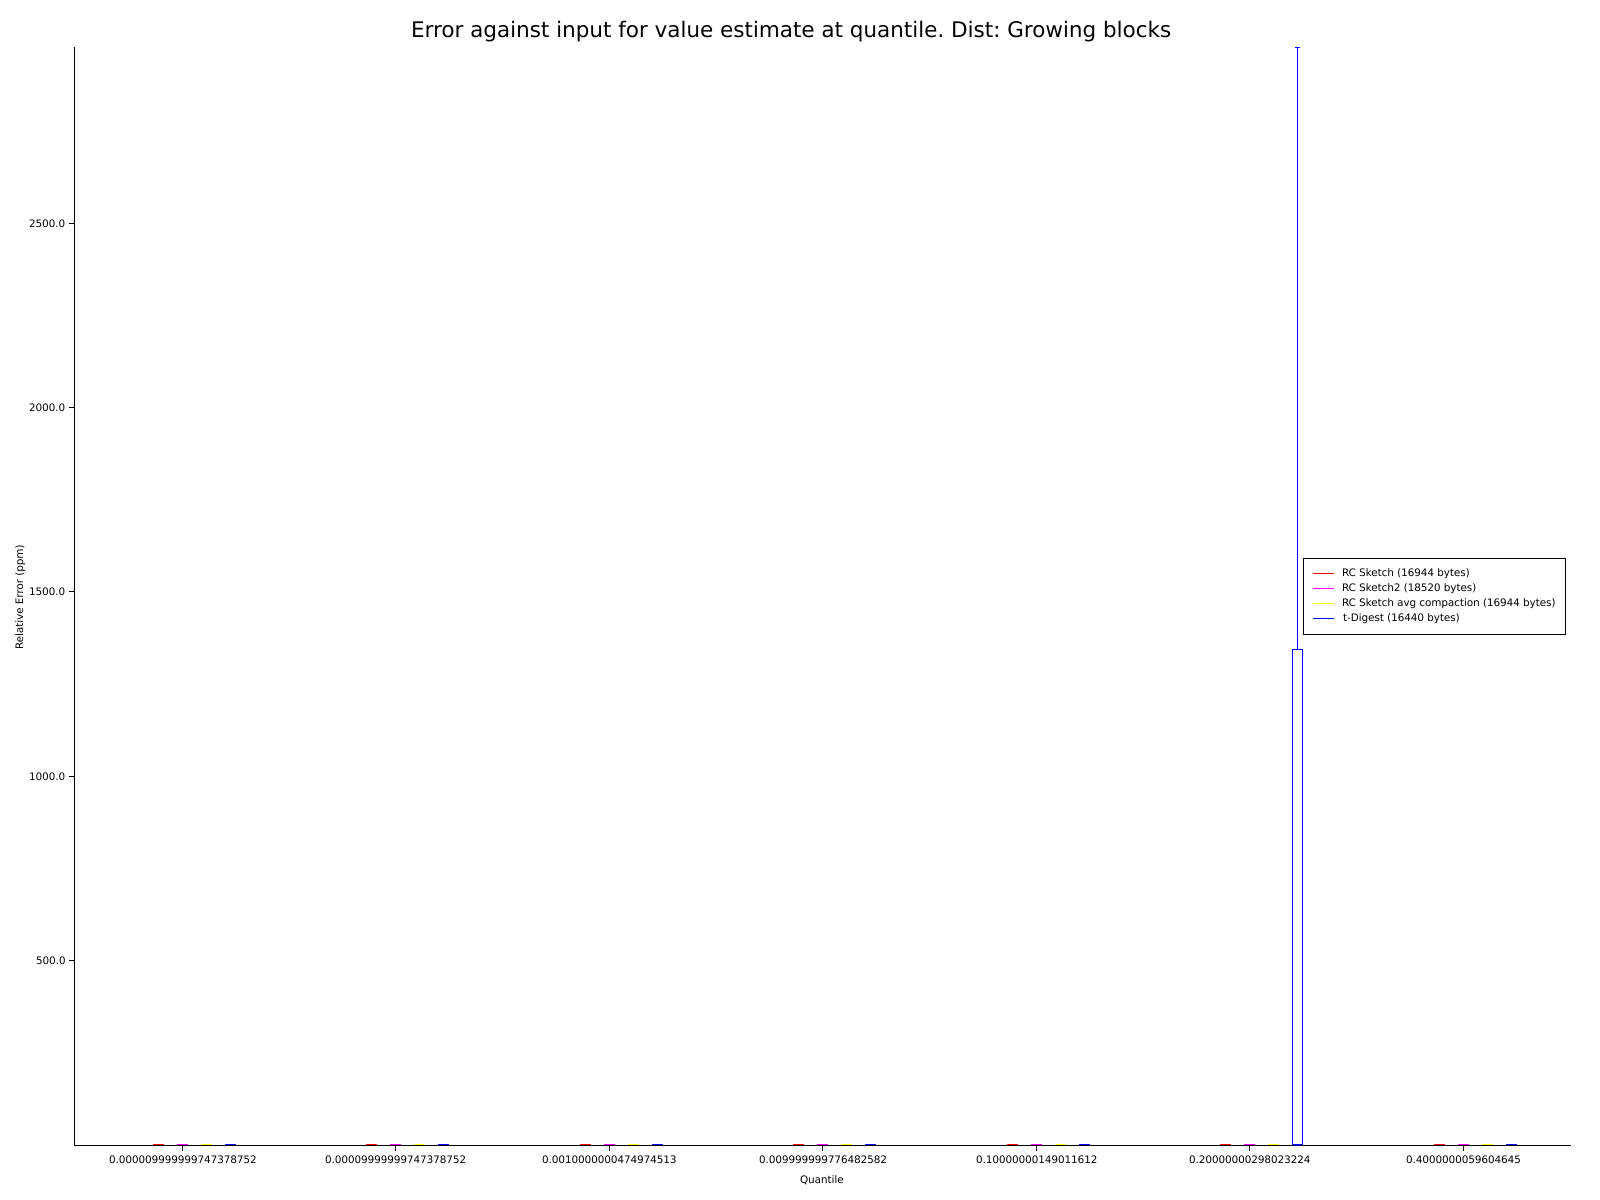 Error against input for value estimate at quantile. Dist: Growing blocks
2500.0
2000.0
1500.0
1000.0
500.0
Relative Error (ppm)
RC Sketch (16944 bytes)
RC Sketch2 (18520 bytes)
RC Sketch avg compaction (16944 bytes)
t-Digest (16440 bytes)
0.0000099999999747378752
0.00009999999747378752
0.0010000000474974513
0.009999999776482582
0.10000000149011612
0.20000000298023224
0.4000000059604645
Quantile